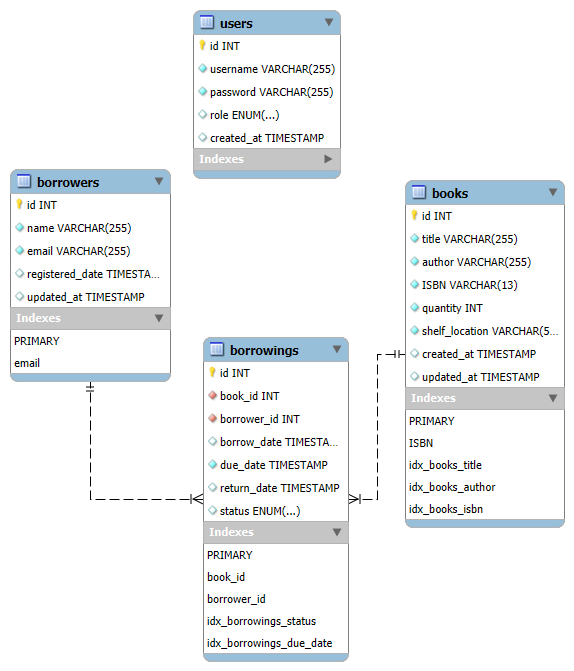 users
id INT
username VARCHAR(255)
password VARCHAR(255)
role ENUM(...)
created_at TIMESTAMP
Indexes
borrowers
id INT
name VARCHAR(255)
email VARCHAR(255)
registered_date TIMESTA...
updated_at TIMESTAMP
Indexes
PRIMARY
email
books
id INT
title VARCHAR(255)
author VARCHAR(255)
ISBN VARCHAR(13)
quantity INT
shelf_location VARCHAR(5...
created_at TIMESTAMP
updated_at TIMESTAMP
Indexes
PRIMARY
ISBN
idx_books_title
idx_books_author
idx_books_isbn
borrowings
id INT
book_id INT
borrower_id INT
borrow_date TIMESTA...
due_date TIMESTAMP
return_date TIMESTAMP
status ENUM(...)
Indexes
PRIMARY
book_id
borrower_id
idx_borrowings_status
idx_borrowings_due_date